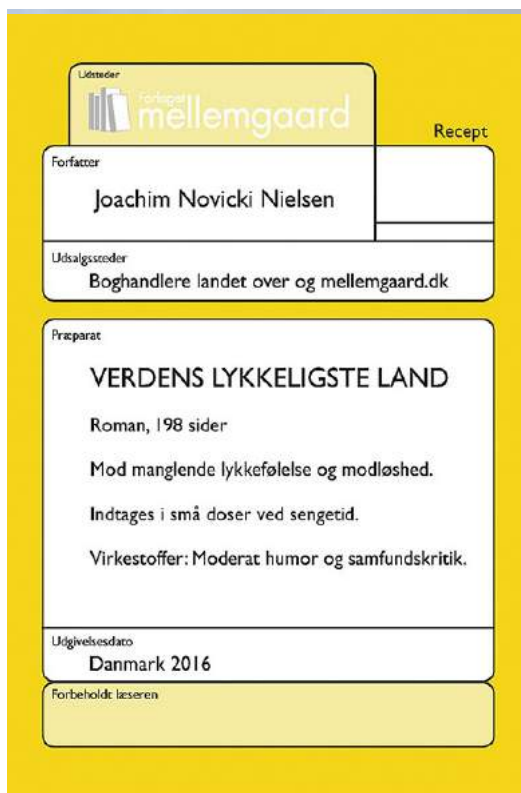 Udsteder
Forlaget
mellemgaard
Recept
Forfatter
Joachim Novicki Nielsen
Udsalgssteder
Boghandlere landet over og mellemgaard.dk
Præparat
VERDENS LYKKELIGSTE LAND
Roman, 198 sider
Mod manglende lykkefølelse og modløshed.
Indtages i små doser ved sengetid.
Virkestoffer: Moderat humor og samfundskritik.
Udgivelsesdato
Danmark 2016
Forbeholdt læseren